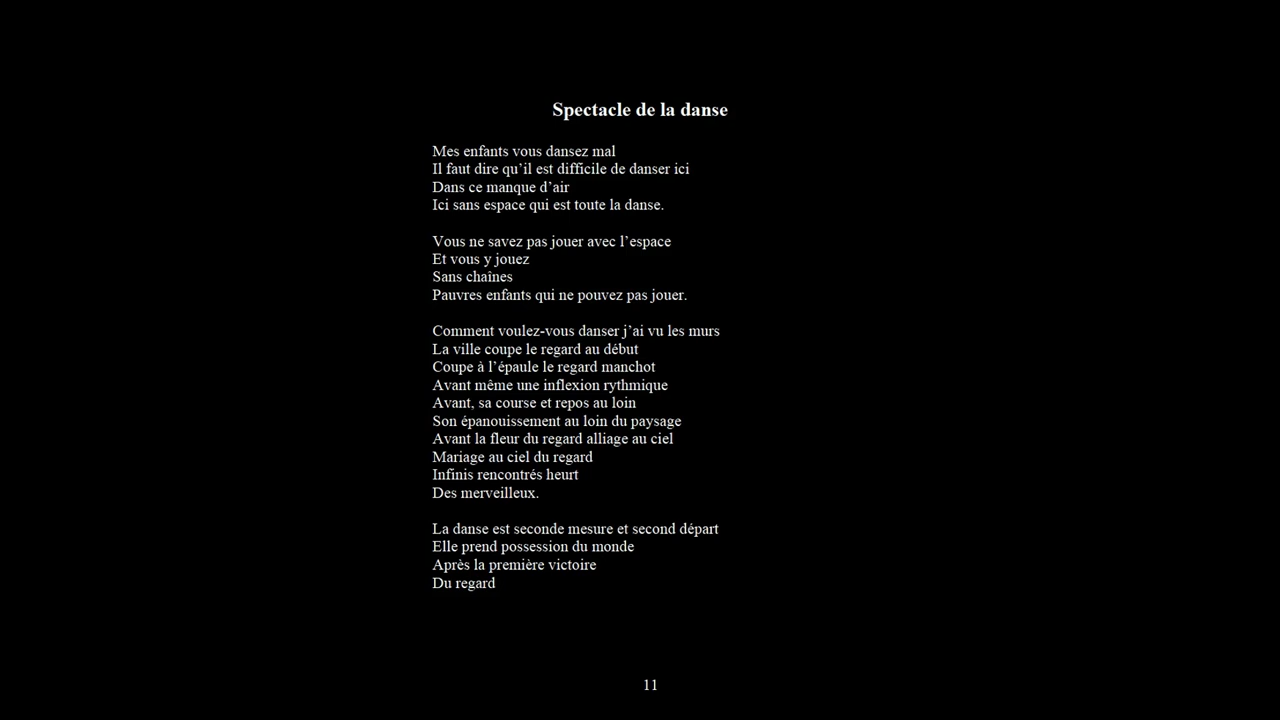 Spectacle de la danse
Mes enfants vous dansez mal
Il faut dire qu’il est difficile de danser ici
Dans ce manque d’air
Ici sans espace qui est toute la danse.
Vous ne savez pas jouer avec l’espace
Et vous y jouez
Sans chaînes
Pauvres enfants qui ne pouvez pas jouer.
Comment voulez-vous danser j’ai vu les murs
La ville coupe le regard au début
Coupe à l’épaule le regard manchot
Avant même une inflexion rythmique
Avant, sa course et repos au loin
Son épanouissement au loin du paysage
Avant la fleur du regard alliage au ciel
Mariage au ciel du regard
Infinis rencontrés heurt
Des merveilleux.
La danse est seconde mesure et second départ
Elle prend possession du monde
Après la première victoire
Du regard
11